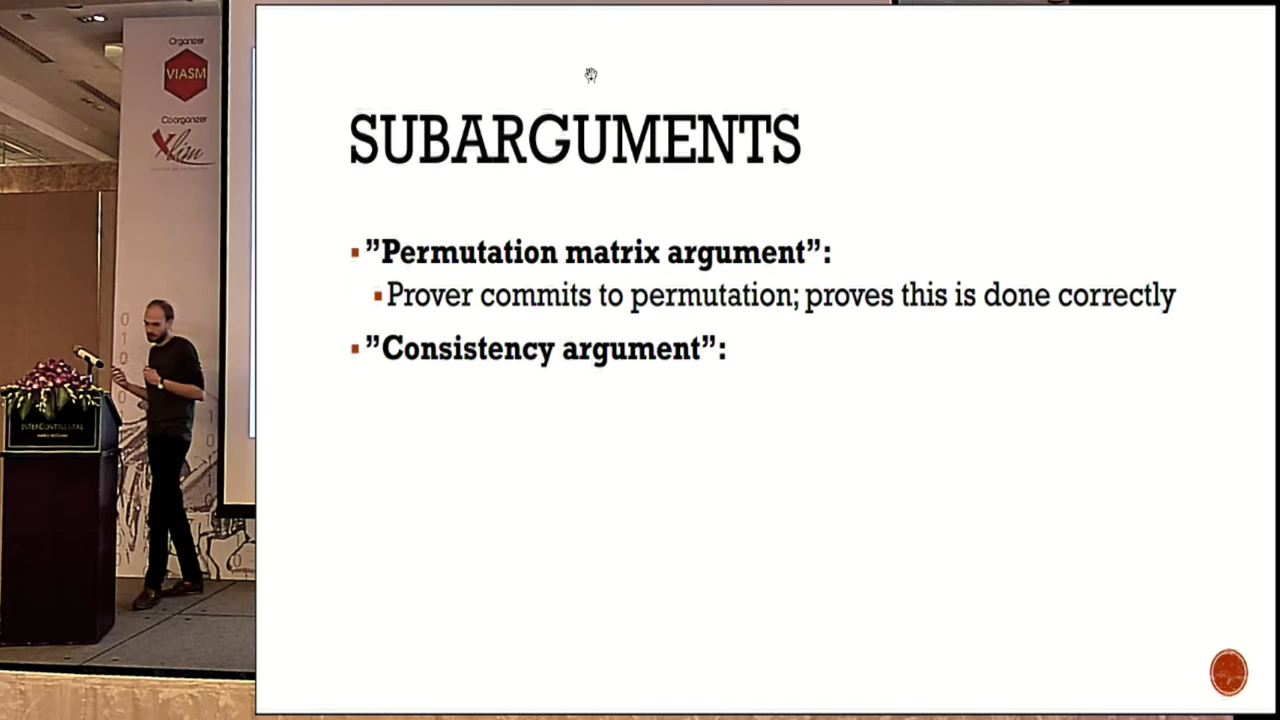 Organizer
VIASM
Coorganizer
Xlim
SUBARGUMENTS
▪ ”Permutation matrix argument”:
▪ Prover commits to permutation; proves this is done correctly
▪ ”Consistency argument”:
INTERCONTINENTAL